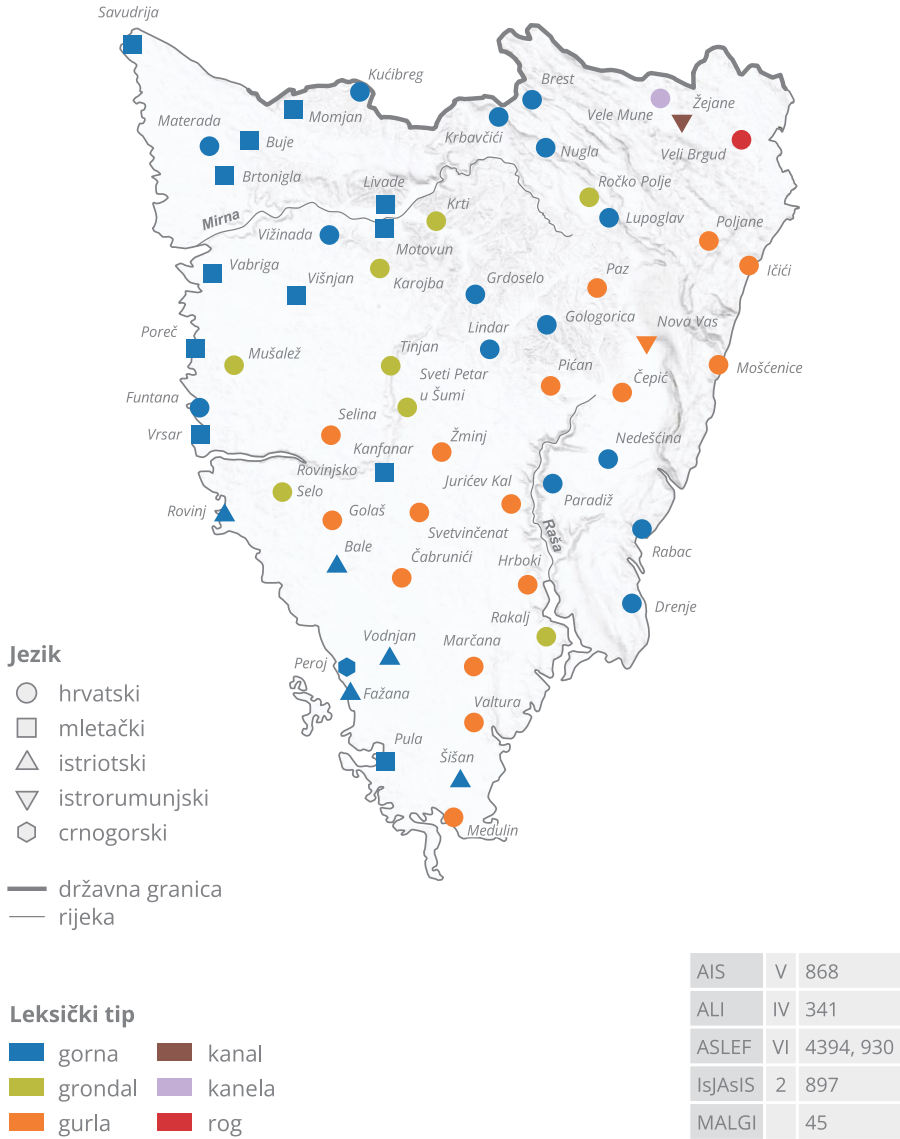 Savudrija
Kućibreg
Brest
Momjan
Materada
Vele Mune
Žejane
Krbavčići
Buje
Nugla
Veli Brgud
Brtonigla
Livade
Ročko Polje
Krti
Mirna
Lupoglav
Poljane
Vižinada
Motovun
Vabriga
Višnjan
Karojba
Grdoselo
Paz
Ičići
Gologorica
Nova Vas
Poreč
Lindar
Mušalež
Tinjan
Pićan
Mošćenice
Sveti Petar
u Šumi
Čepić
Funtana
Selina
Vrsar
Kanfanar
Žminj
Nedešćina
Rovinjsko
Selo
Jurićev Kal
Paradiž
Rovinj
Golaš
Svetvinčenat
Raša
Bale
Čabrunići
Hrboki
Rabac
Drenje
Rakalj
Vodnjan
Marčana
Peroj
Fažana
Valtura
Pula
Šišan
Medulin
Jezik
hrvatski
mletački
istriotski
istrorumunjski
crnogorski
državna granica
rijeka
Leksički tip
gorna
grondal
gurla
kanal
kanela
rog
AIS V 868
ALI IV 341
ASLEF VI 4394, 930
IsJAsIS 2 897
MALGI 45